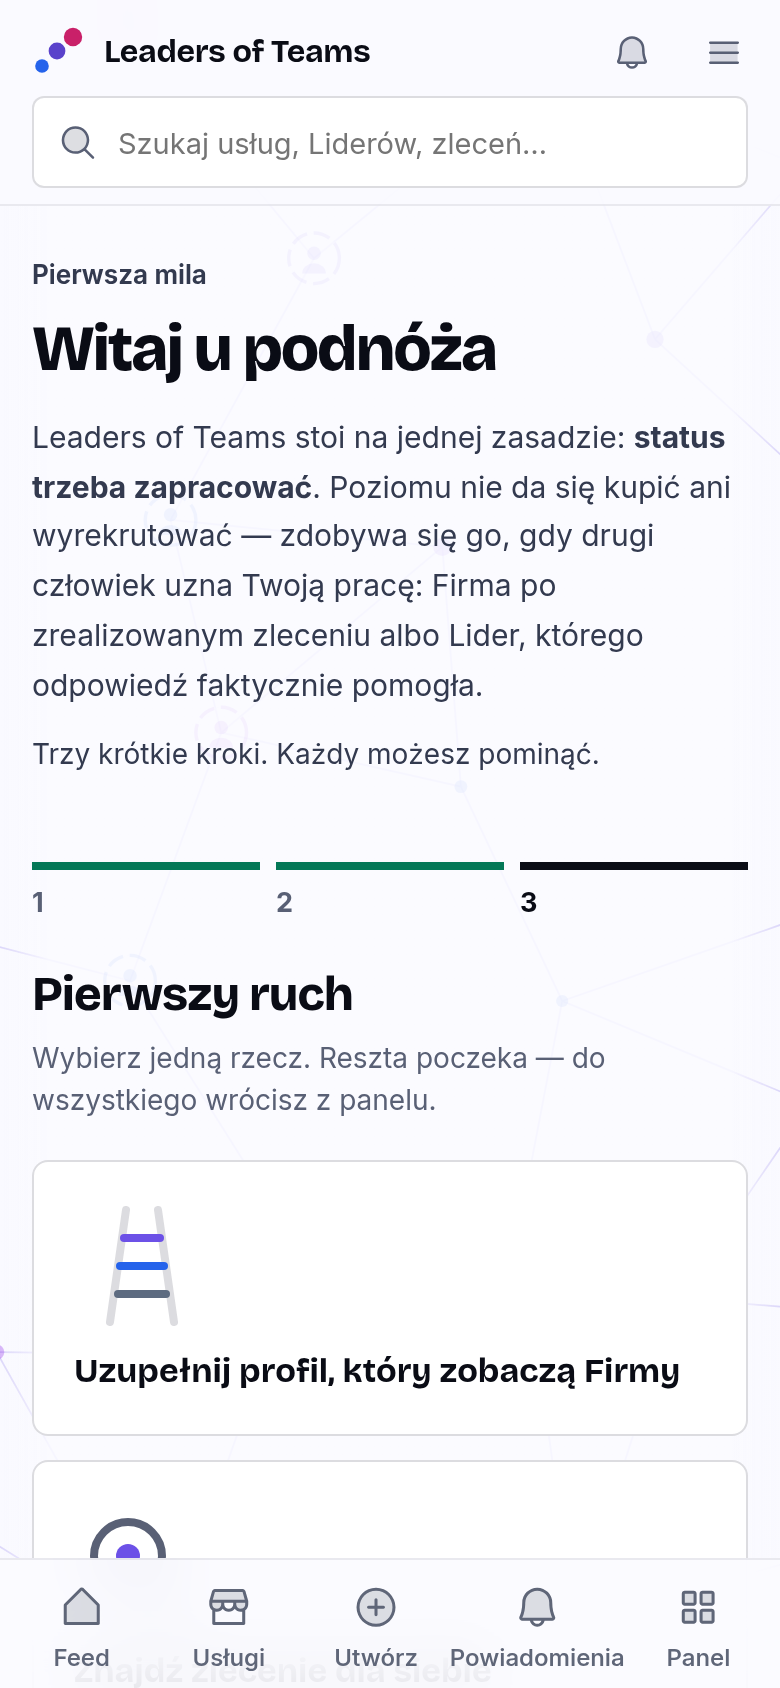 Leaders of Teams
Szukaj usług, Liderów, zleceń...
Pierwsza mila
Witaj u podnóża
Leaders of Teams stoi na jednej zasadzie: status
trzeba zapracować. Poziomu nie da się kupić ani
wyrekrutować — zdobywa się go, gdy drugi
człowiek uzna Twoją pracę: Firma po
zrealizowanym zleceniu albo Lider, którego
odpowiedź faktycznie pomogła.
Trzy krótkie kroki. Każdy możesz pominąć.
1 2 3
Pierwszy ruch
Wybierz jedną rzecz. Reszta poczeka — do
wszystkiego wrócisz z panelu.
Uzupełnij profil, który zobaczą Firmy
Feed Usługi Utwórz Powiadomienia Panel
Znajdź zlecenie dla siebie